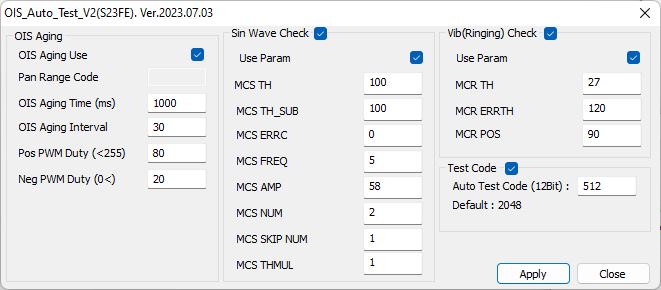 OIS_Auto_Test_V2(S23FE). Ver.2023.07.03
OIS Aging
OIS Aging Use
Pan Range Code
OIS Aging Time (ms) 1000
OIS Aging Interval 30
Pos PWM Duty (<255) 80
Neg PWM Duty (0<) 20
Sin Wave Check
Use Param
MCS TH 100
MCS TH_SUB 100
MCS ERRC 0
MCS FREQ 5
MCS AMP 58
MCS NUM 2
MCS SKIP NUM 1
MCS THMUL 1
Vib(Ringing) Check
Use Param
MCR TH 27
MCR ERRTH 120
MCR POS 90
Test Code
Auto Test Code (12Bit) : 512
Default : 2048
Apply Close